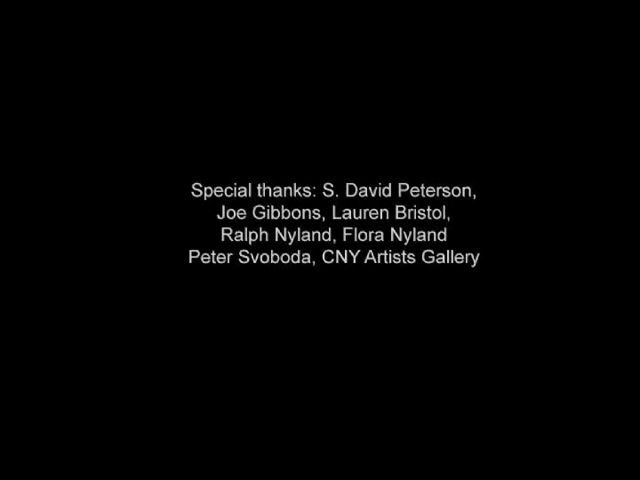 Special thanks: S. David Peterson,
Joe Gibbons, Lauren Bristol,
Ralph Nyland, Flora Nyland
Peter Svoboda, CNY Artists Gallery